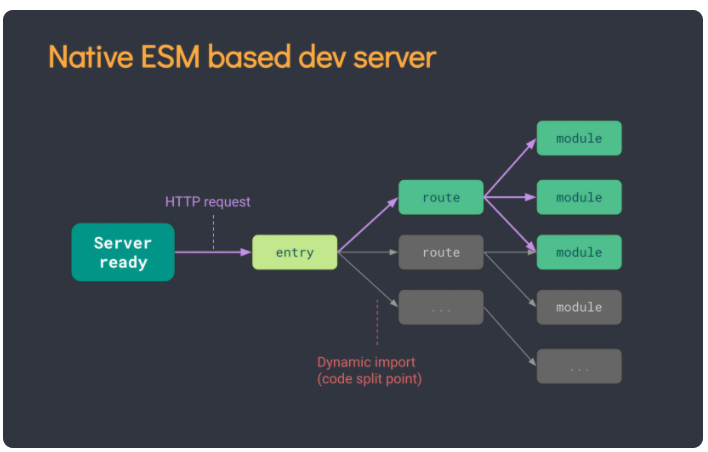 Native ESM based dev server
module
HTTP request
route
module
Server
ready
entry
route
module
...
module
Dynamic import
(code split point)
...